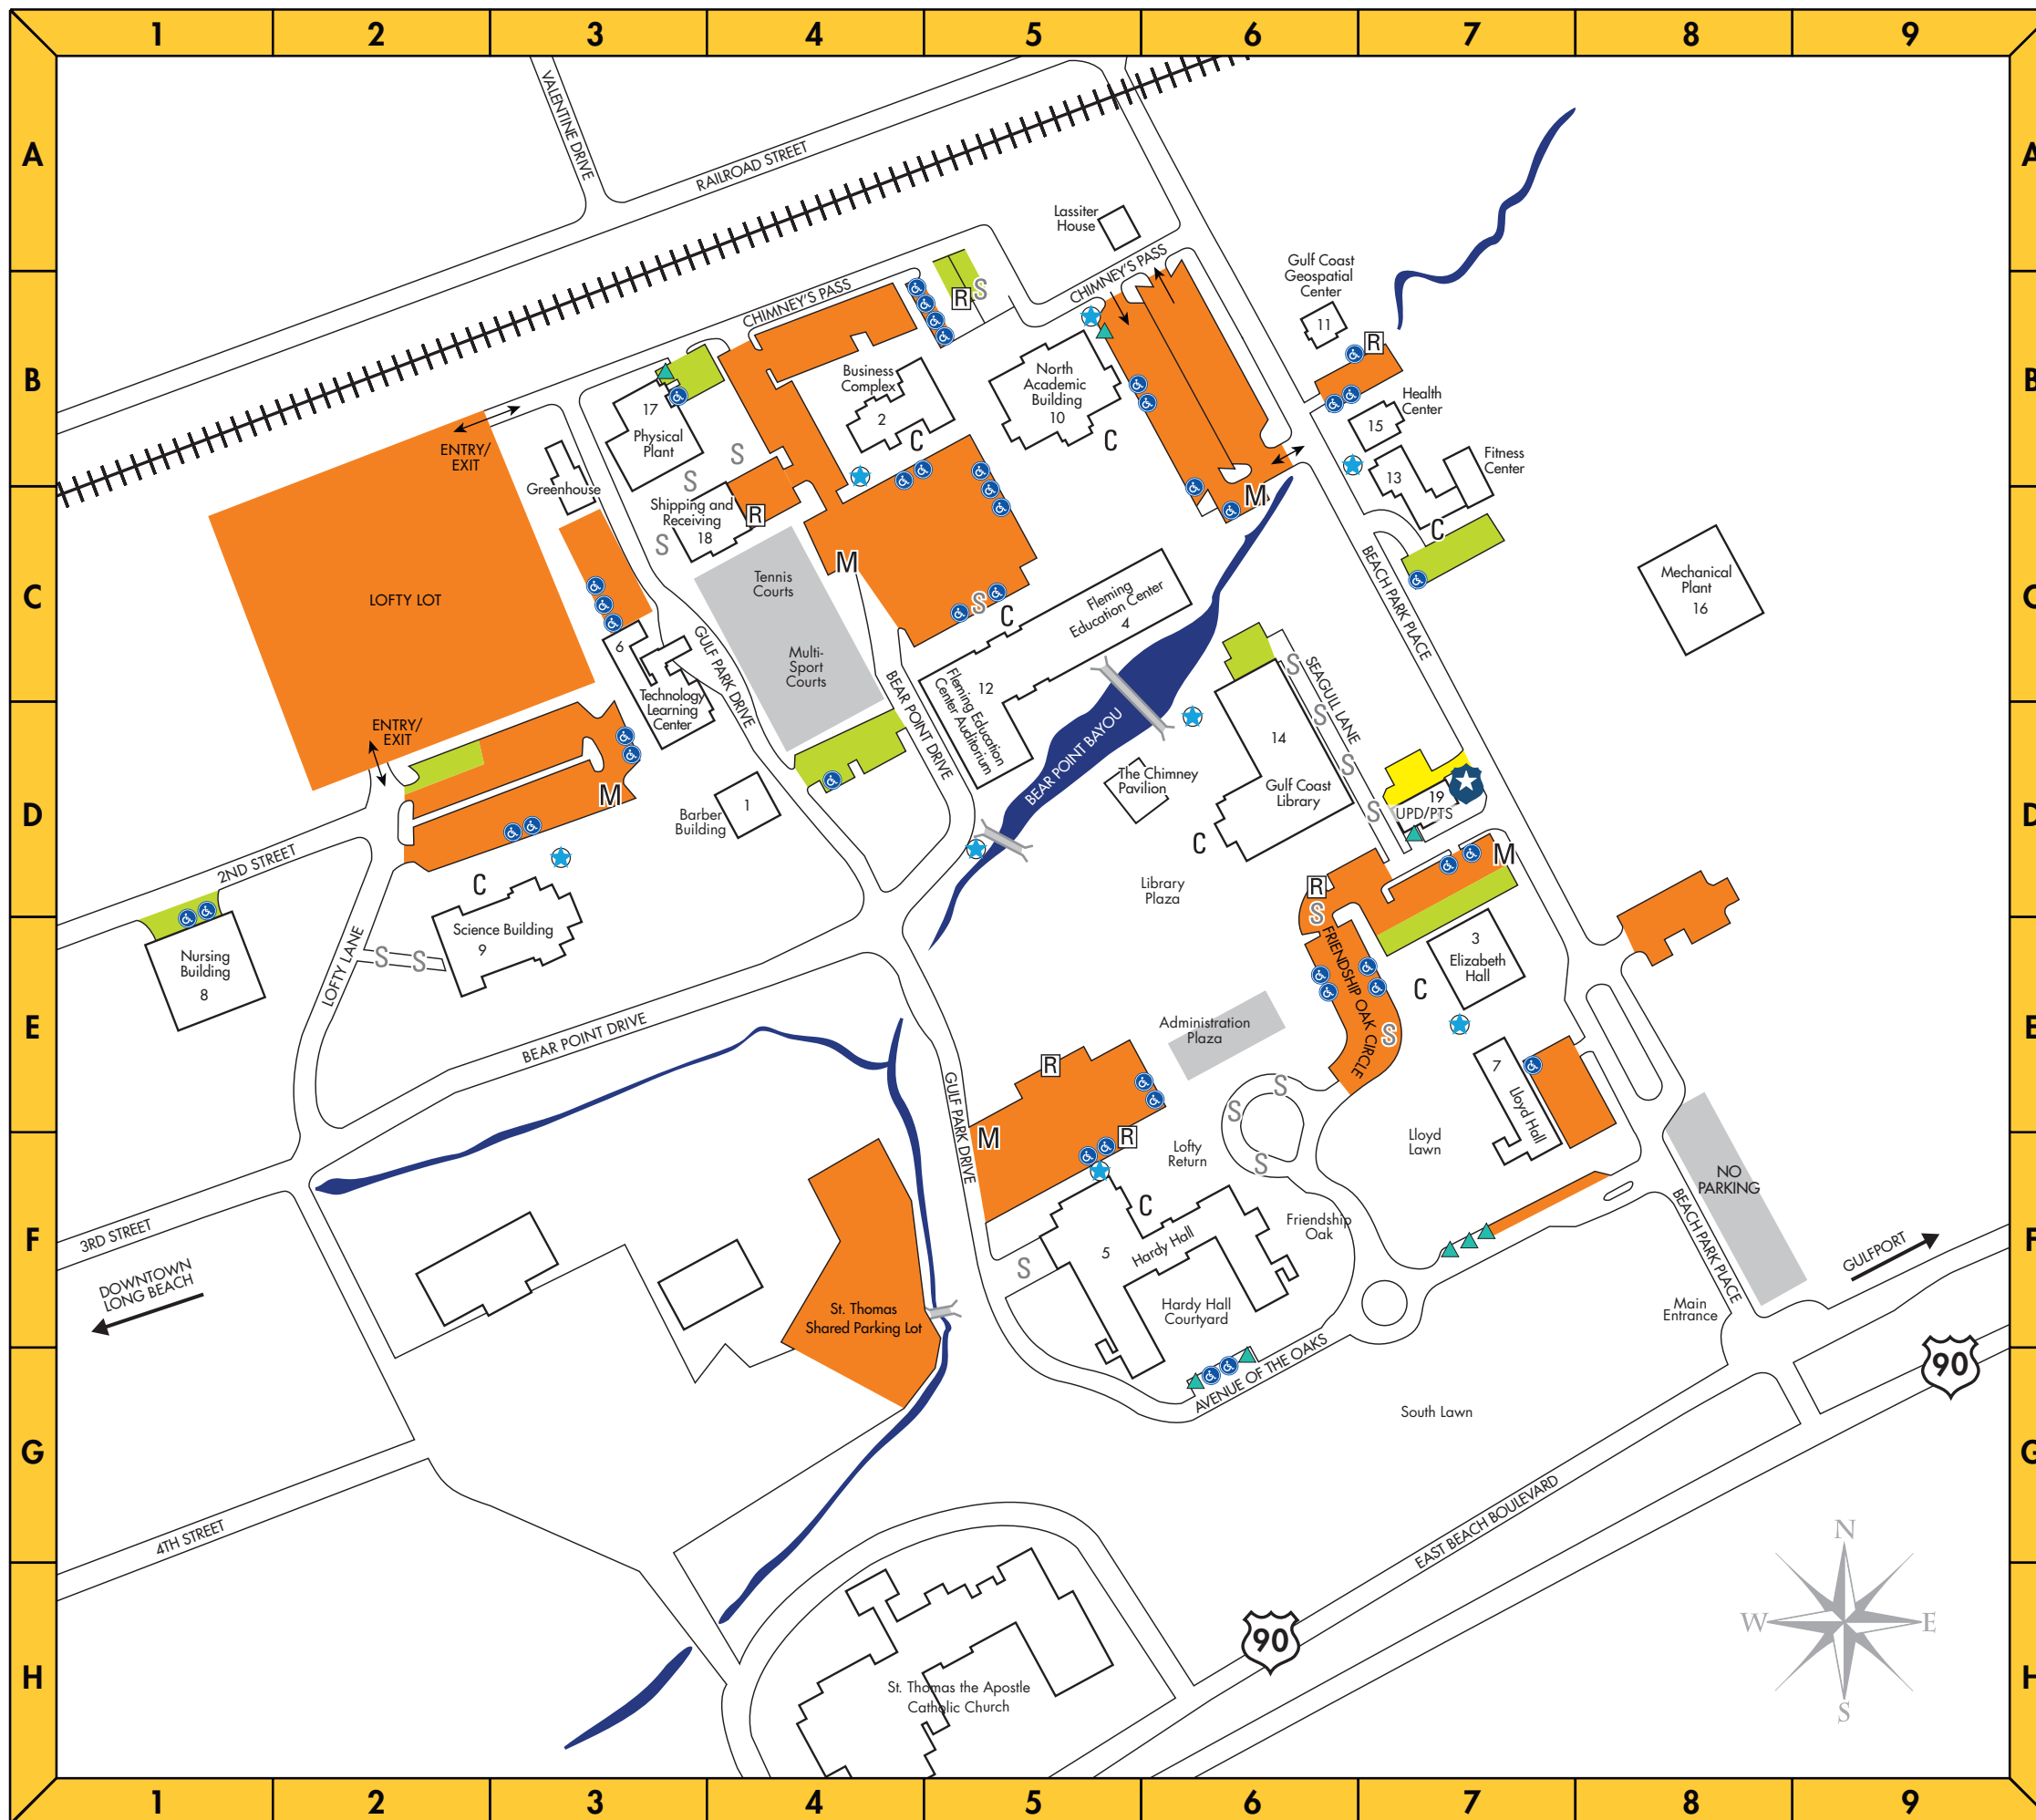 1 2 3 4 5 6 7 8 9
A
A
VALENTINE DRIVE
RAILROAD STREET
Lassiter
House
CHIMNEY'S PASS
Gulf Coast
Geospatial
Center
11
R
B
B
CHIMNEY'S PASS
R
S
Business
Complex
2
C
North
Academic
Building
10
C
Health
Center
15
13
Fitness
Center
C
17
Physical
Plant
S
S
ENTRY/
EXIT
Greenhouse
Shipping and
Receiving
18
R
S
M
M
C
C
LOFTY LOT
Tennis
Courts
Multi-
Sport
Courts
S
C
Fleming
Education Center
4
BEACH PARK PLACE
Mechanical
Plant
16
6
Technology
Learning
Center
GULF PARK DRIVE
BEAR POINT DRIVE
12
Fleming Education
Center Auditorium
S
SEAGULL LANE
S
S
S
D
D
ENTRY/
EXIT
M
Barber
Building
1
BEAR POINT BAYOU
The Chimney
Pavilion
14
Gulf Coast
Library
C
19
UPD/PTS
M
2ND STREET
C
Library
Plaza
R
S
E
E
Nursing
Building
8
LOFTY LANE
S
S
Science Building
9
FRIENDSHIP OAK CIRCLE
S
3
Elizabeth
Hall
C
BEAR POINT DRIVE
Administration
Plaza
R
S
S
S
7
Lloyd Hall
GULF PARK DRIVE
M
R
Lofty
Return
Lloyd
Lawn
NO
PARKING
F
F
3RD STREET
DOWNTOWN
LONG BEACH
C
5
Hardy Hall
S
Friendship
Oak
BEACH PARK PLACE
GULFPORT
St. Thomas
Shared Parking Lot
Hardy Hall
Courtyard
Main
Entrance
90
AVENUE OF THE OAKS
South Lawn
G
G
4TH STREET
EAST BEACH BOULEVARD
90
N
W
E
S
H
H
St. Thomas the Apostle
Catholic Church
1 2 3 4 5 6 7 8 9